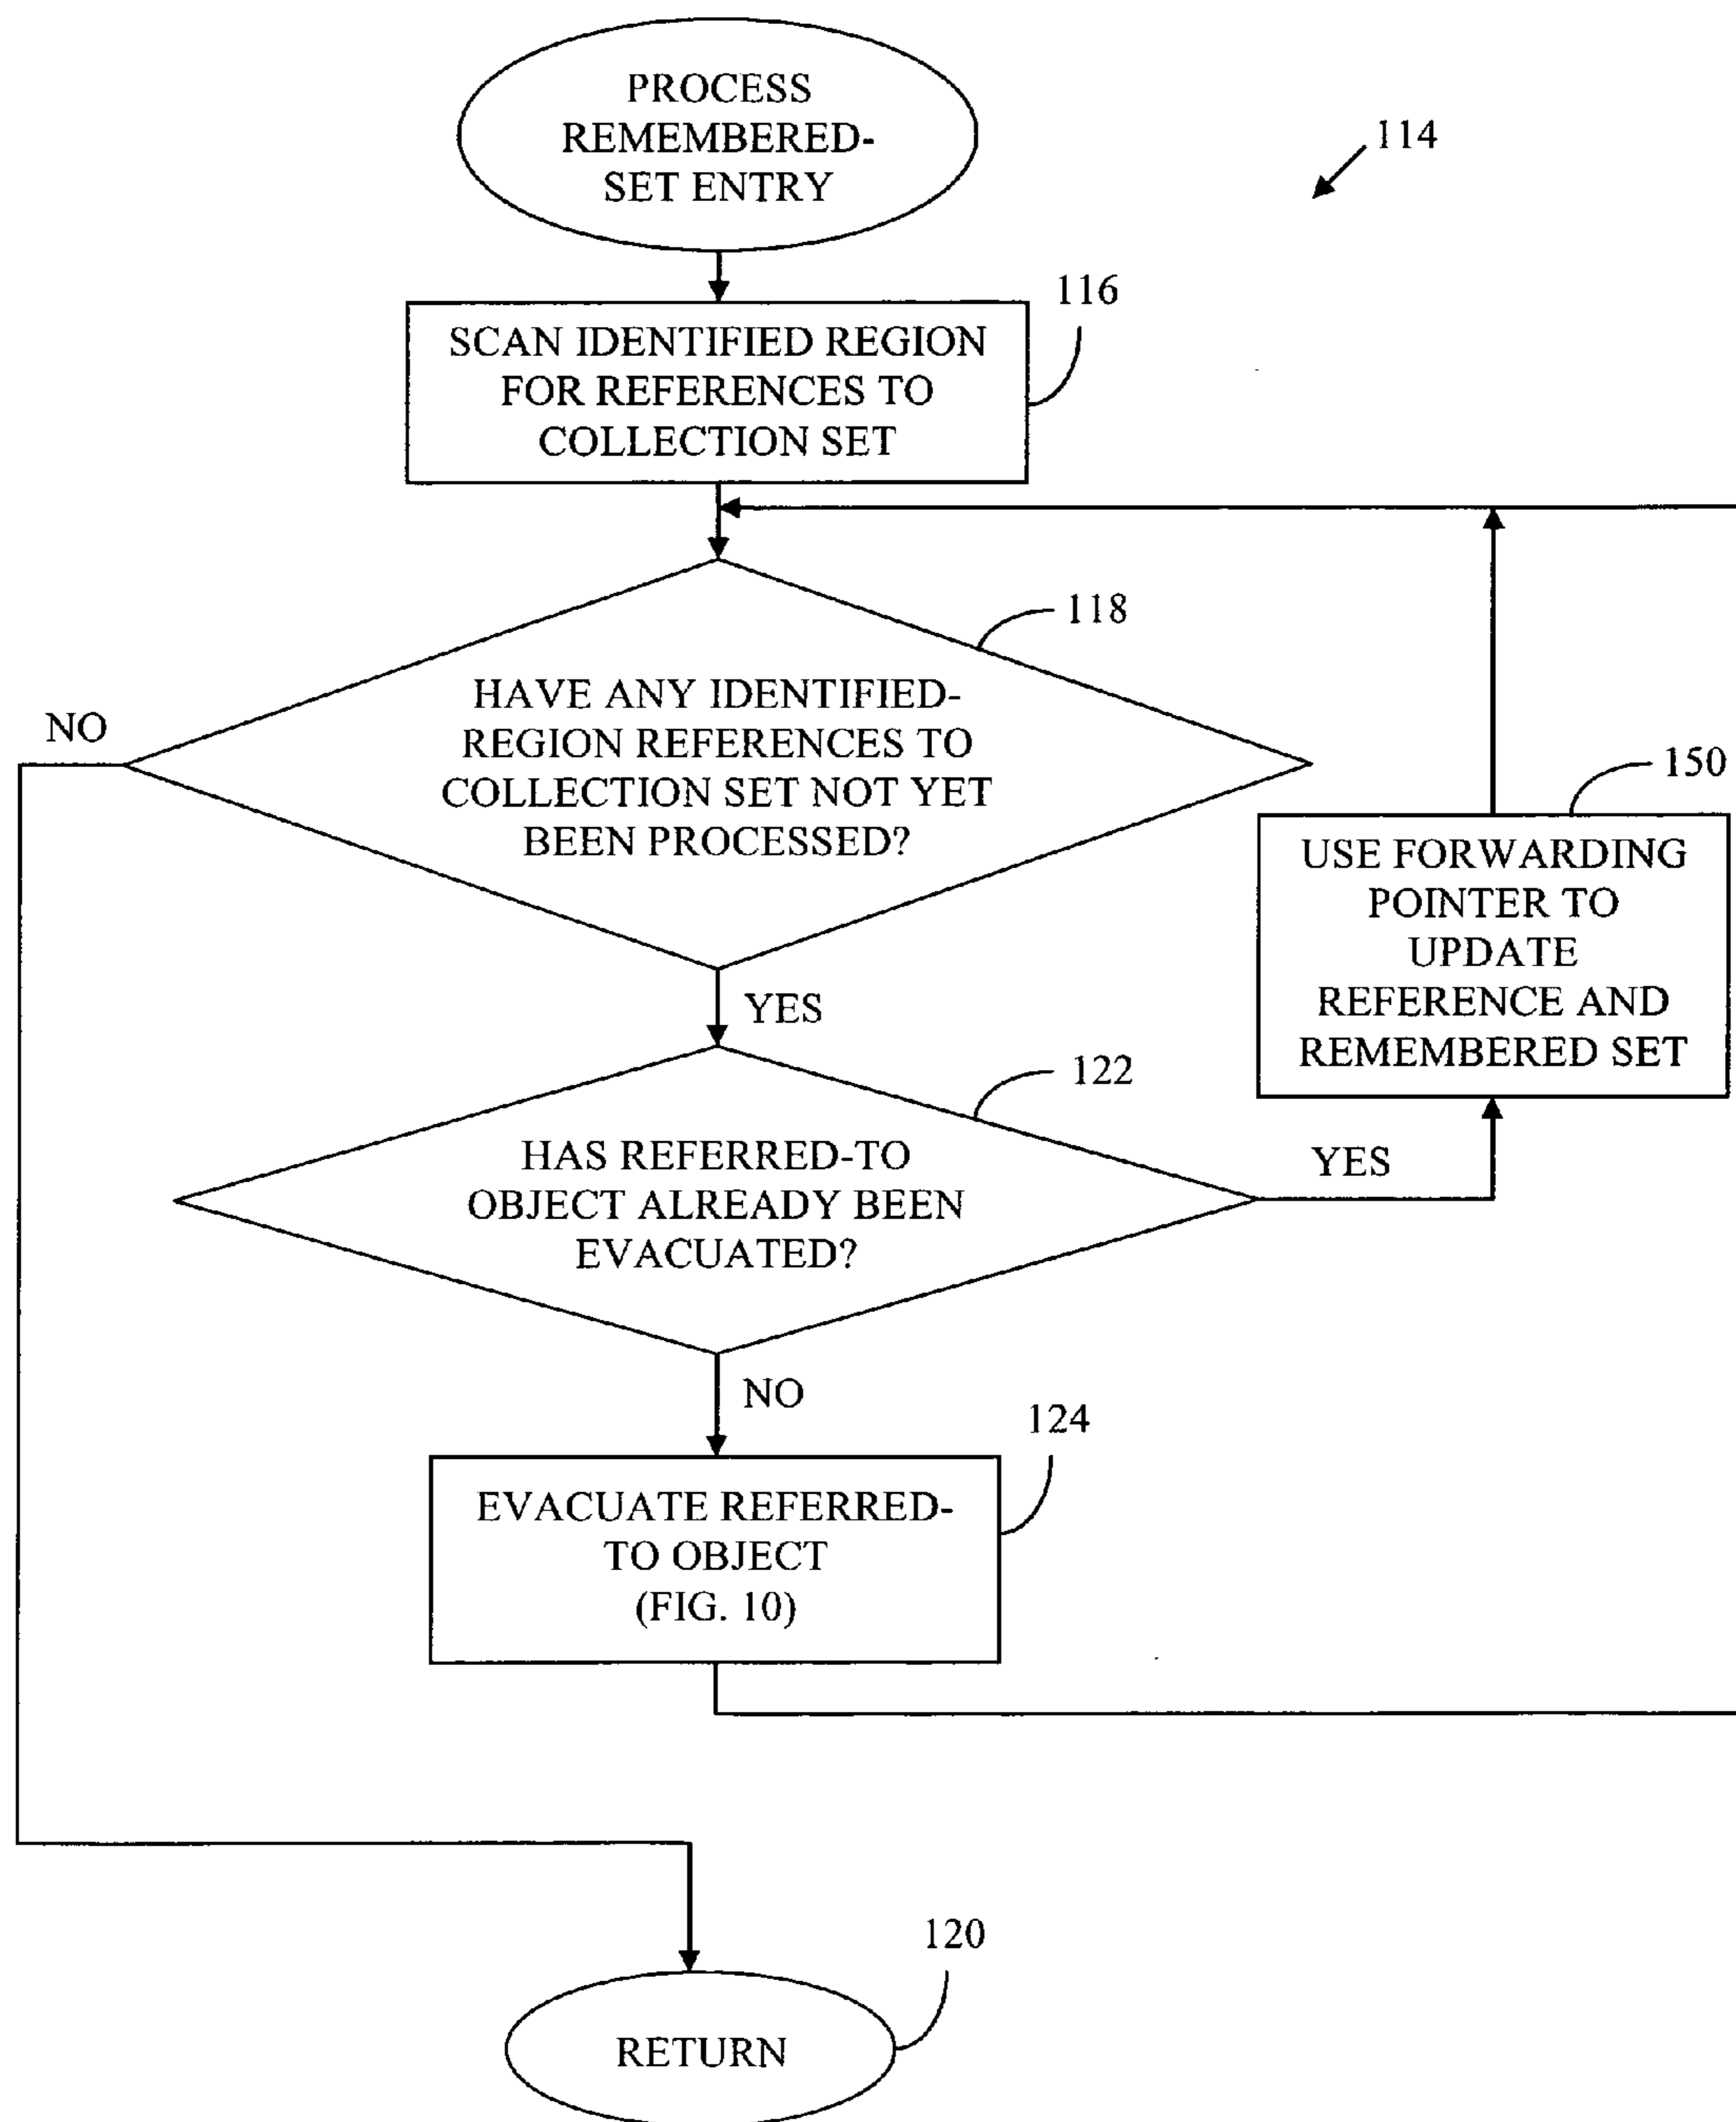 PROCESS
REMEMBERED-
SET ENTRY
114
116
SCAN IDENTIFIED REGION
FOR REFERENCES TO
COLLECTION SET
118
HAVE ANY IDENTIFIED-
REGION REFERENCES TO
COLLECTION SET NOT YET
BEEN PROCESSED?
NO
150
USE FORWARDING
POINTER TO
UPDATE
REFERENCE AND
REMEMBERED SET
YES
122
HAS REFERRED-TO
OBJECT ALREADY BEEN
EVACUATED?
YES
NO
124
EVACUATE REFERRED-
TO OBJECT
(FIG. 10)
120
RETURN